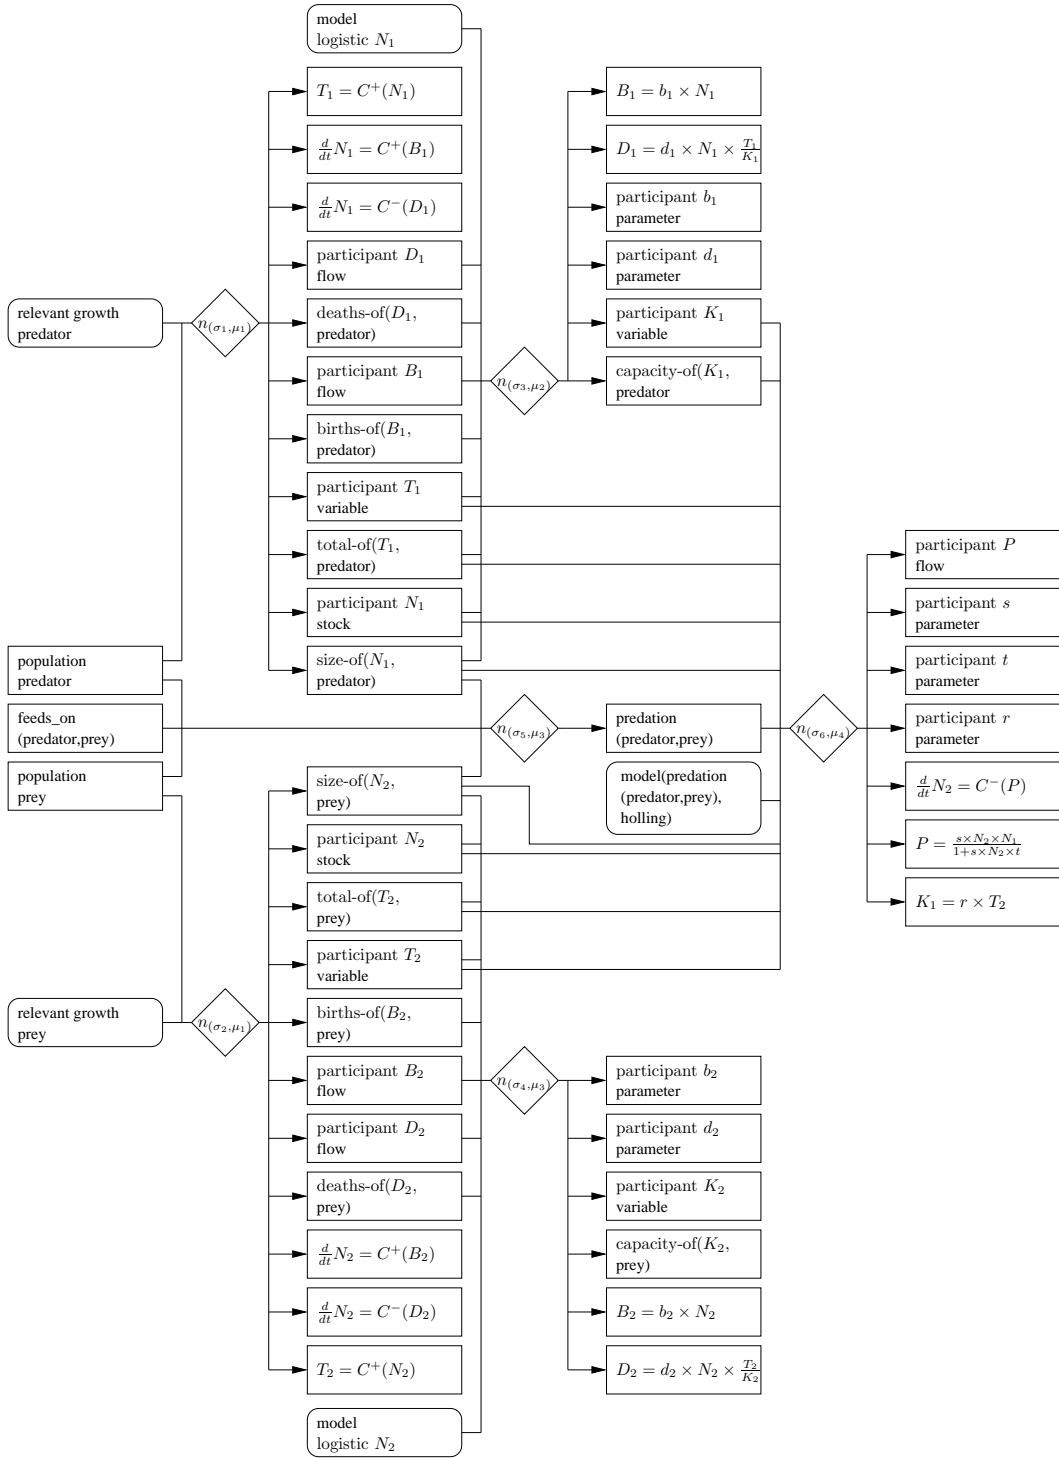 model
logistic N₁
T₁ = C⁺(N₁)
d/dt N₁ = C⁺(B₁)
d/dt N₁ = C⁻(D₁)
participant D₁
flow
deaths-of(D₁,
predator)
participant B₁
flow
births-of(B₁,
predator)
participant T₁
variable
total-of(T₁,
predator)
participant N₁
stock
size-of(N₁,
predator)
relevant growth
predator
n(σ₁,μ₁)
population
predator
feeds_on
(predator,prey)
population
prey
relevant growth
prey
n(σ₂,μ₁)
n(σ₃,μ₂)
B₁ = b₁ × N₁
D₁ = d₁ × N₁ × T₁/K₁
participant b₁
parameter
participant d₁
parameter
participant K₁
variable
capacity-of(K₁,
predator
n(σ₅,μ₃)
predation
(predator,prey)
model(predation
(predator,prey),
holling)
n(σ₆,μ₄)
participant P
flow
participant s
parameter
participant t
parameter
participant r
parameter
d/dt N₂ = C⁻(P)
P = s×N₂×N₁/1+s×N₂×t
K₁ = r × T₂
size-of(N₂,
prey)
participant N₂
stock
total-of(T₂,
prey)
participant T₂
variable
births-of(B₂,
prey)
participant B₂
flow
participant D₂
flow
deaths-of(D₂,
prey)
d/dt N₂ = C⁺(B₂)
d/dt N₂ = C⁻(D₂)
T₂ = C⁺(N₂)
model
logistic N₂
n(σ₄,μ₃)
participant b₂
parameter
participant d₂
parameter
participant K₂
variable
capacity-of(K₂,
prey)
B₂ = b₂ × N₂
D₂ = d₂ × N₂ × T₂/K₂